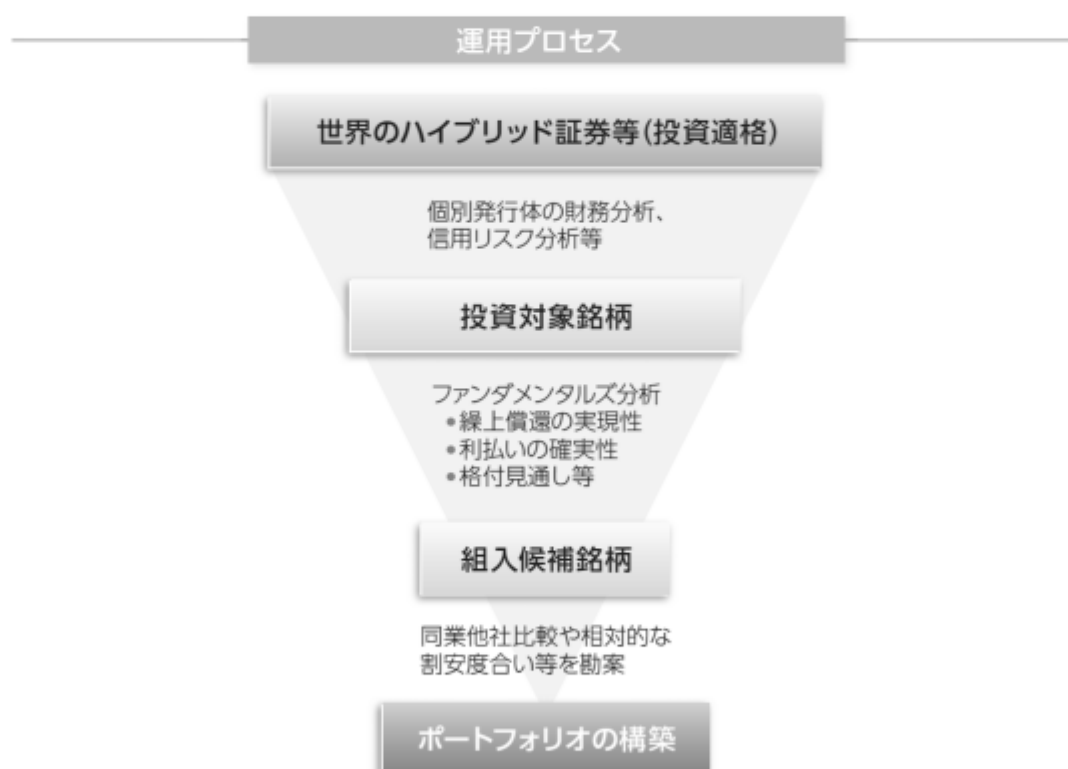 運用プロセス
世界のハイブリッド証券等(投資適格)
個別発行体の財務分析、
信用リスク分析等
投資対象銘柄
ファンダメンタルズ分析
•繰上償還の実現性
•利払いの確実性
•格付見通し等
組入候補銘柄
同業他社比較や相対的な
割安度合い等を勘案
ポートフォリオの構築